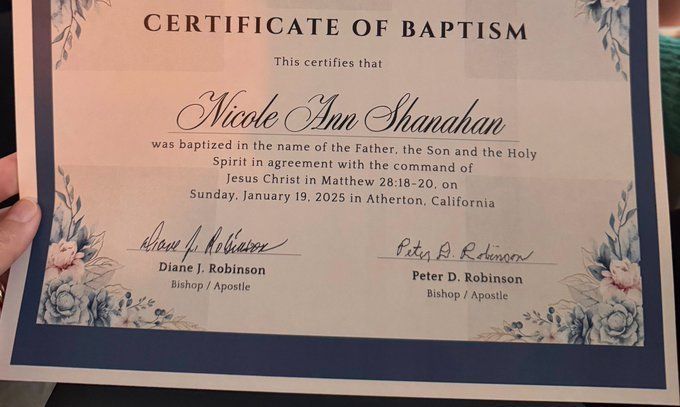 CERTIFICATE OF BAPTISM
This certifies that
Nicole Ann Shanahan
was baptized in the name of the Father, the Son and the Holy
Spirit in agreement with the command of
Jesus Christ in Matthew 28:18-20, on
Sunday, January 19, 2025 in Atherton, California
Diane J. Robinson
Peter D. Robinson
Diane J. Robinson
Peter D. Robinson
Bishop / Apostle
Bishop / Apostle